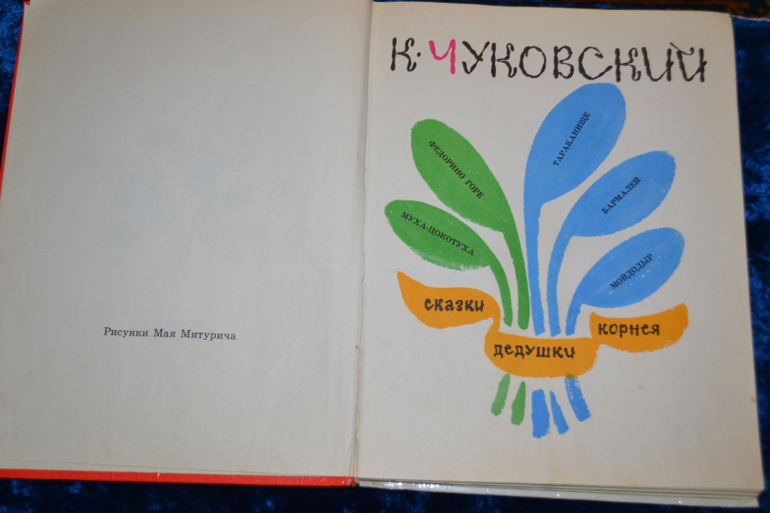 Рисунки Мая Митурича
К. ЧУКОВСКИЙ
МУХА-ЦОКОТУХА
ФЕДОРИНО ГОРЕ
ТАРАКАНИЩЕ
БАРМАЛЕЙ
МОЙДОДЫР
сказки
дедушки
корнея